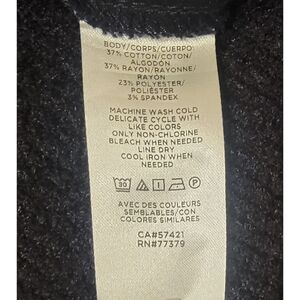 BODY/CORPS/CUERPO:
37% COTTON/COTON/
ALGODÓN
37% RAYON/RAYONNE/
RAYÓN
23% POLYESTER/
POLIÉSTER
3% SPANDEX
MACHINE WASH COLD
DELICATE CYCLE WITH
LIKE COLORS
ONLY NON-CHLORINE
BLEACH WHEN NEEDED
LINE DRY
COOL IRON WHEN
NEEDED
30
P
AVEC DES COULEURS
SEMBLABLES/CON
COLORES SIMILARES
CA#57421
RN#77379